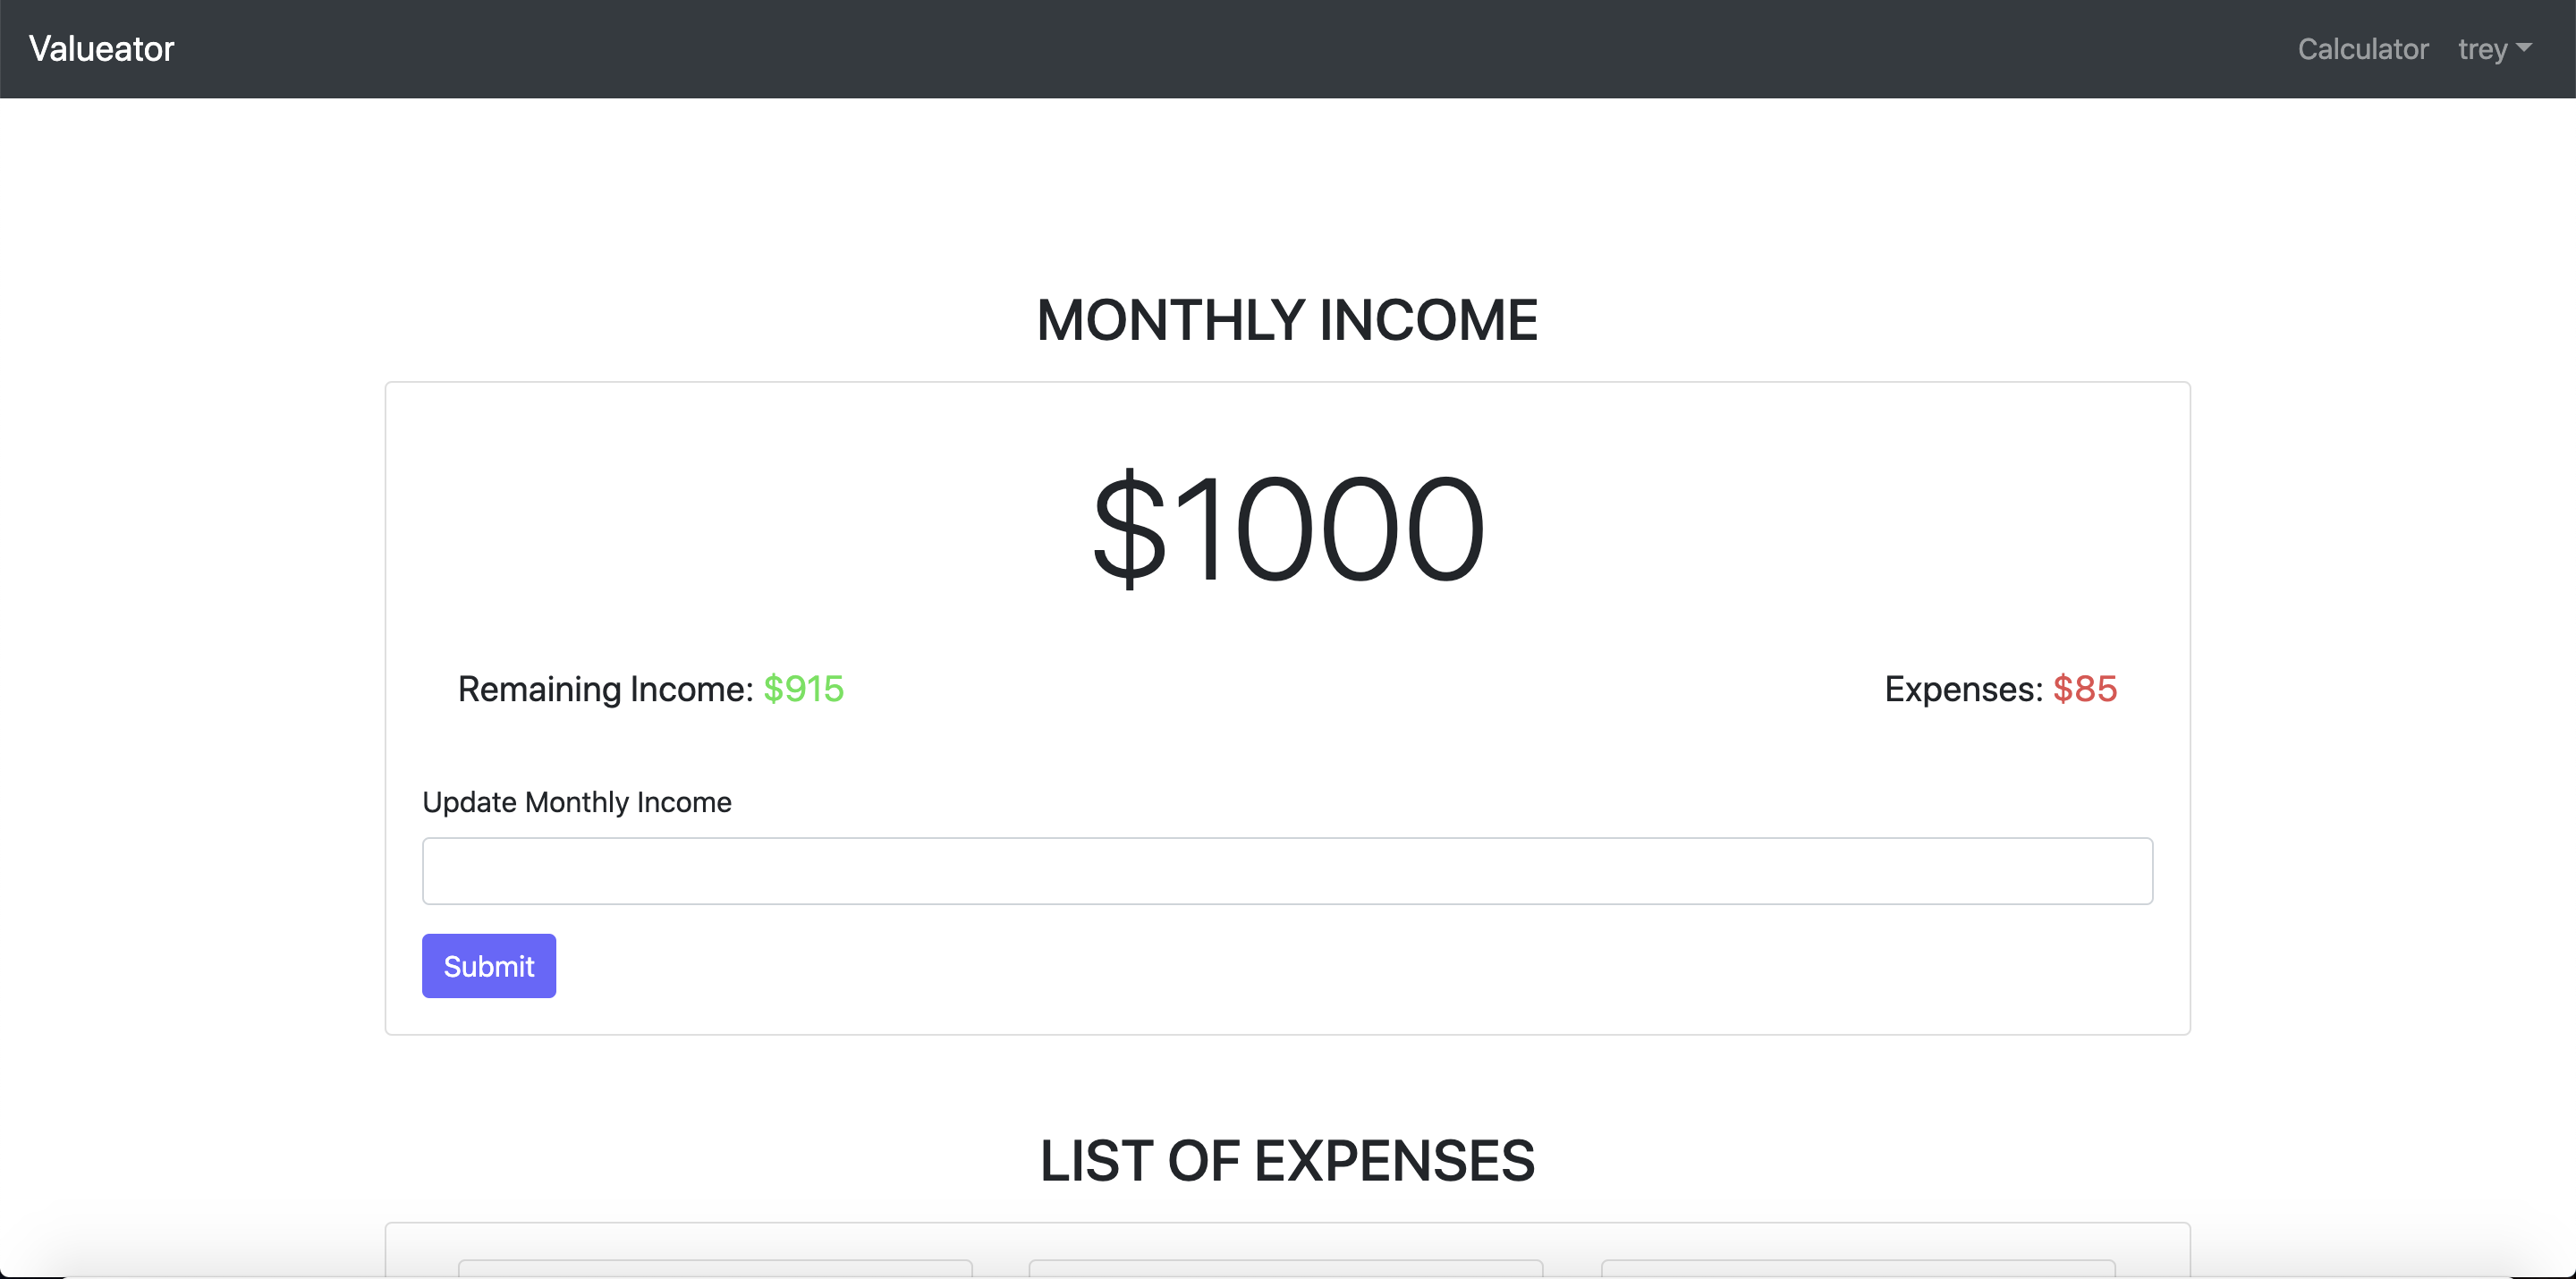 Valueator
Calculator trey
MONTHLY INCOME
$1000
Remaining Income: $915
Expenses: $85
Update Monthly Income
Submit
LIST OF EXPENSES